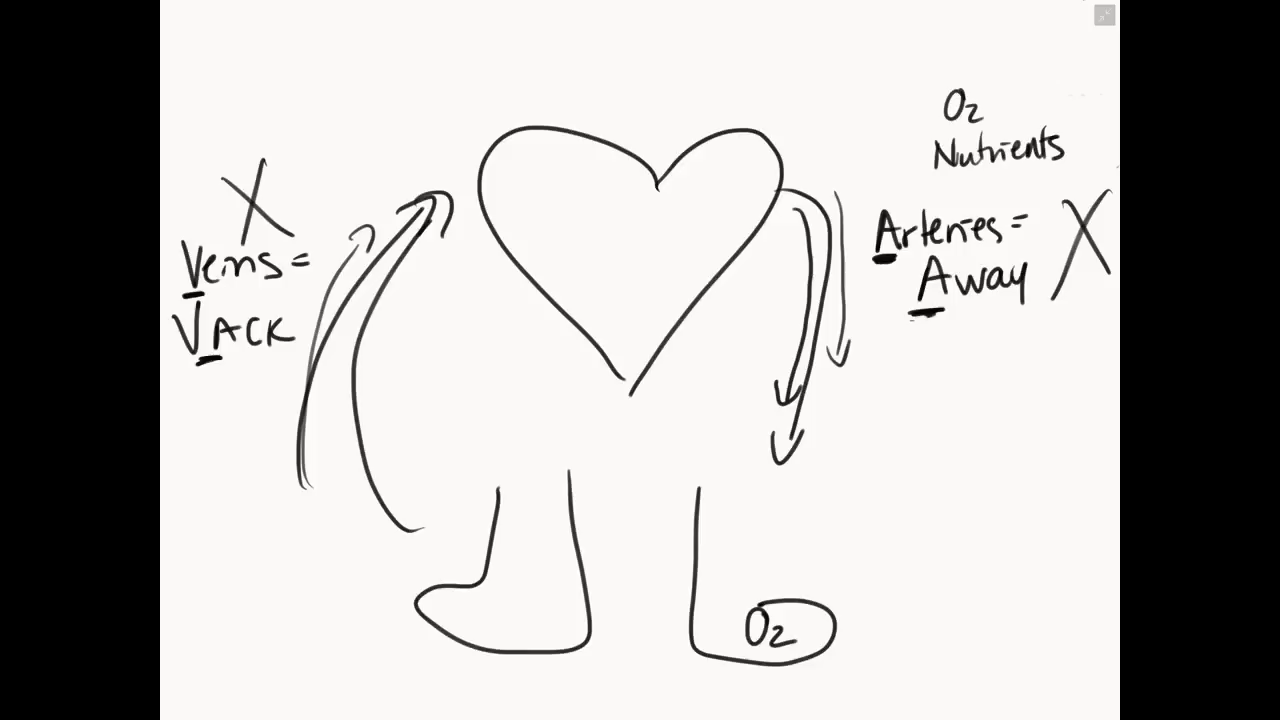 X
Veins =
VACK
O₂
Nutrients
Arteries =
Away X
O₂